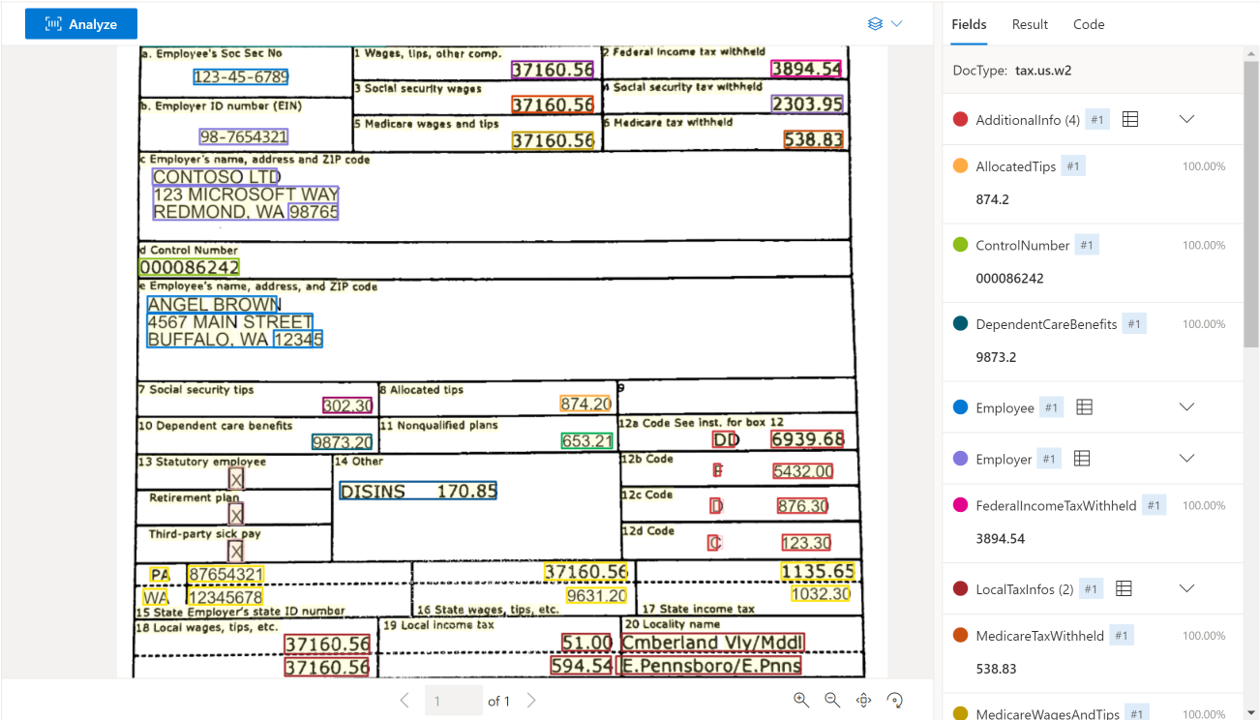 Analyze
a. Employee's Soc Sec No
123-45-6789
1 Wages, tips, other comp.
37160.56
2 Federal income tax withheld
3894.54
3 Social security wages
37160.56
4 Social security tax withheld
2303.95
b. Employer ID number (EIN)
98-7654321
5 Medicare wages and tips
37160.56
6 Medicare tax withheld
538.83
c Employer's name, address and ZIP code
CONTOSO LTD
123 MICROSOFT WAY
REDMOND, WA 98765
d Control Number
000086242
e Employee's name, address, and ZIP code
ANGEL BROWN
4567 MAIN STREET
BUFFALO, WA 12345
7 Social security tips
302.30
8 Allocated tips
874.20
9
10 Dependent care benefits
9873.20
11 Nonqualified plans
653.21
12a Code See inst. for box 12
DD 6939.68
13 Statutory employee
X
Retirement plan
X
Third-party sick pay
X
14 Other
DISINS 170.85
12b Code
F 5432.00
12c Code
D 876.30
12d Code
C 123.30
PA 87654321 37160.56 1135.65
WA 12345678 9631.20 1032.30
15 State Employer's state ID number 16 State wages, tips, etc. 17 State income tax
18 Local wages, tips, etc. 19 Local income tax 20 Locality name
37160.56 51.00 Cmberland Vly/Mddl
37160.56 594.54 E.Pennsboro/E.Pnns
1 of 1
Fields Result Code
DocType: tax.us.w2
AdditionalInfo (4) #1
AllocatedTips #1 100.00%
874.2
ControlNumber #1 100.00%
000086242
DependentCareBenefits #1 100.00%
9873.2
Employee #1
Employer #1
FederalIncomeTaxWithheld #1 100.00%
3894.54
LocalTaxInfos (2) #1
MedicareTaxWithheld #1 100.00%
538.83
MedicareWagesAndTips #1 100.00%